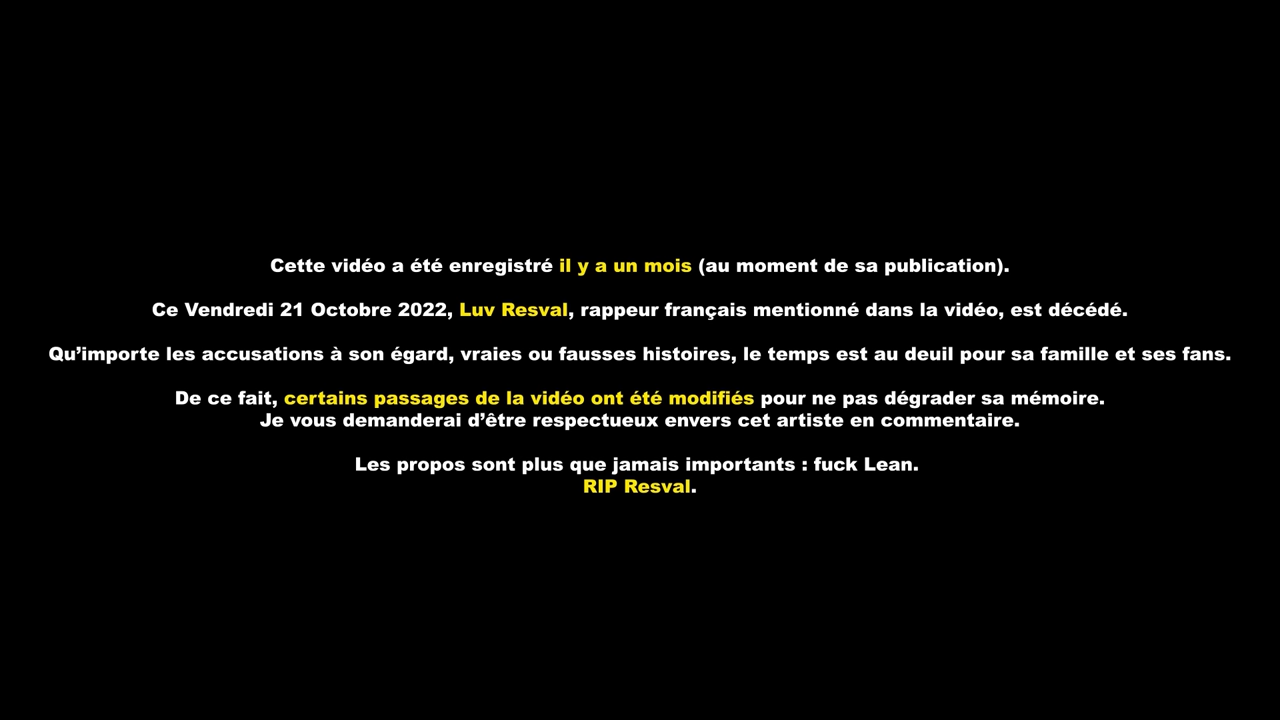 Cette vidéo a été enregistré il y a un mois (au moment de sa publication).
Ce Vendredi 21 Octobre 2022, Luv Resval, rappeur français mentionné dans la vidéo, est décédé.
Qu’importe les accusations à son égard, vraies ou fausses histoires, le temps est au deuil pour sa famille et ses fans.
De ce fait, certains passages de la vidéo ont été modifiés pour ne pas dégrader sa mémoire.
Je vous demanderai d’être respectueux envers cet artiste en commentaire.
Les propos sont plus que jamais importants : fuck Lean.
RIP Resval.